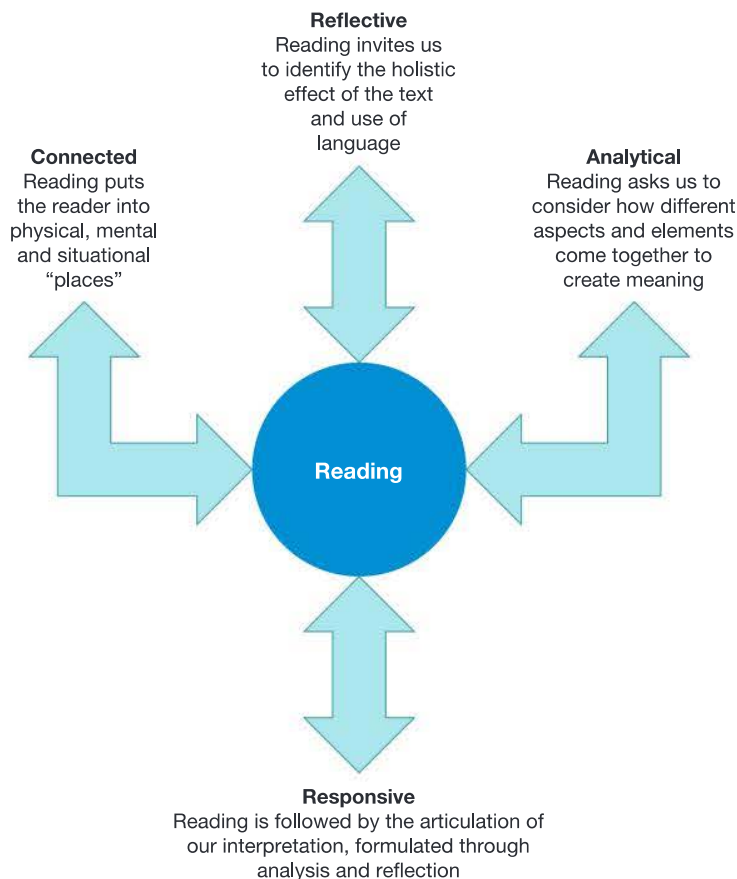 Reflective
Reading invites us
to identify the holistic
effect of the text
and use of
language
Connected
Reading puts
the reader into
physical, mental
and situational
“places”
Analytical
Reading asks us to
consider how different
aspects and elements
come together to
create meaning
Reading
Responsive
Reading is followed by the articulation of
our interpretation, formulated through
analysis and reflection